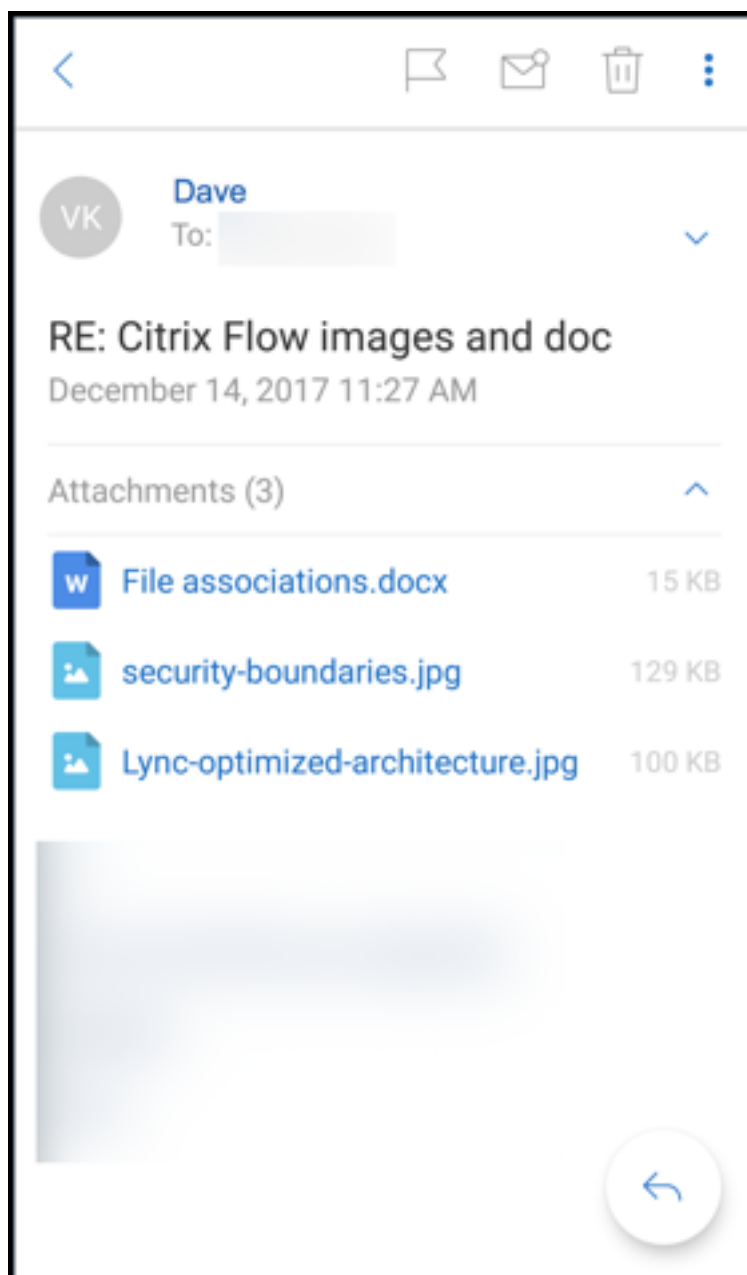 VK
Dave
To:
RE: Citrix Flow images and doc
December 14, 2017 11:27 AM
Attachments (3)
W File associations.docx 15 KB
security-boundaries.jpg 129 KB
Lync-optimized-architecture.jpg 100 KB